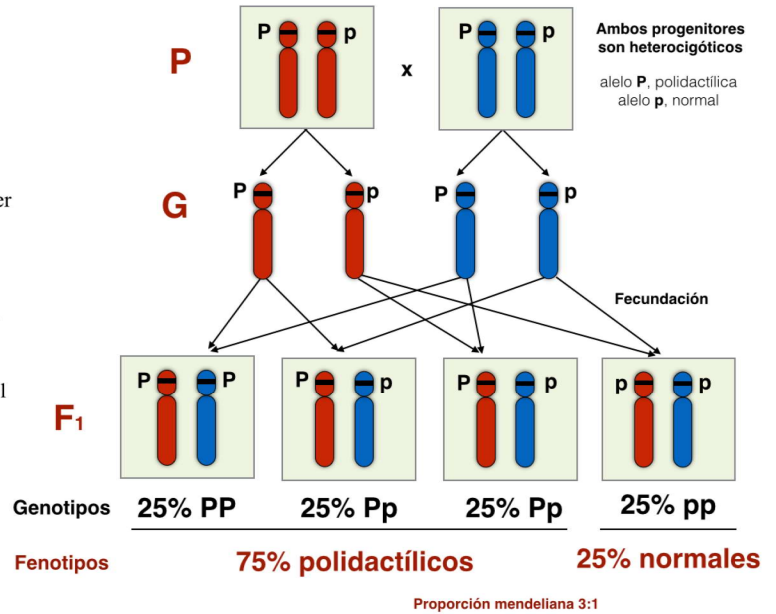 P
P
p
x
P
p
Ambos progenitores
son heterocigóticos
alelo P, polidactílica
alelo p, normal
er
G
P
p
P
p
Fecundación
l
F1
P
P
P
p
P
p
p
p
Genotipos
25% PP
25% Pp
25% Pp
25% pp
Fenotipos
75% polidactílicos
25% normales
Proporción mendeliana 3:1